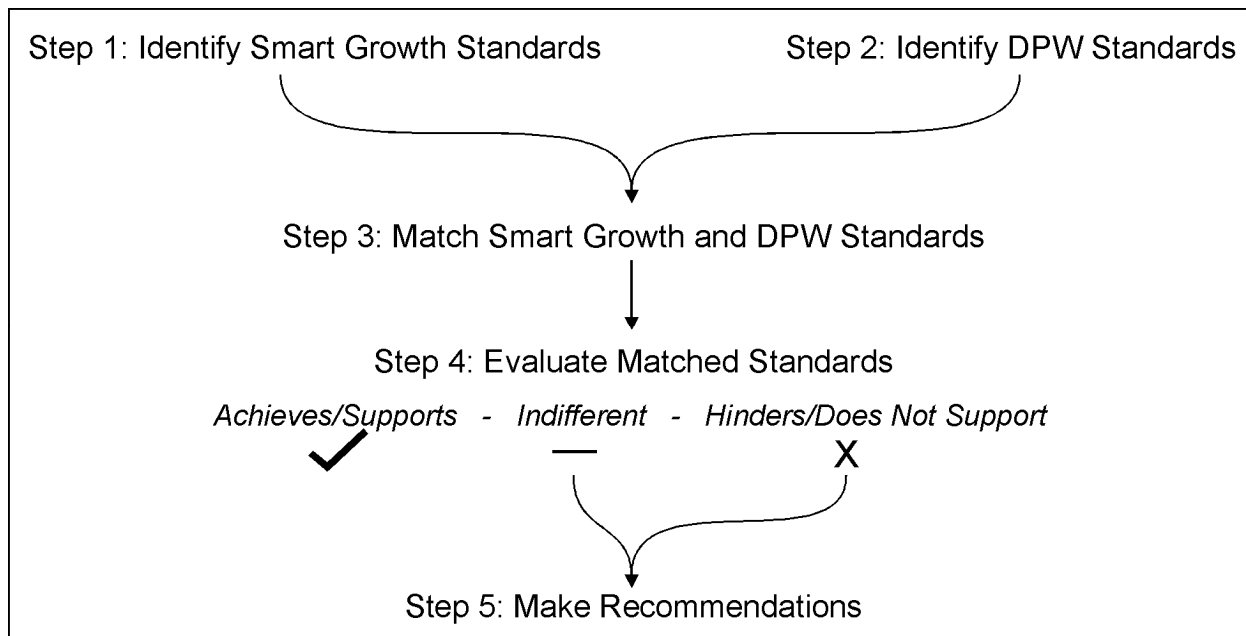 Step 1: Identify Smart Growth Standards
Step 2: Identify DPW Standards
Step 3: Match Smart Growth and DPW Standards
Step 4: Evaluate Matched Standards
Achieves/Supports - Indifferent - Hinders/Does Not Support
X
Step 5: Make Recommendations